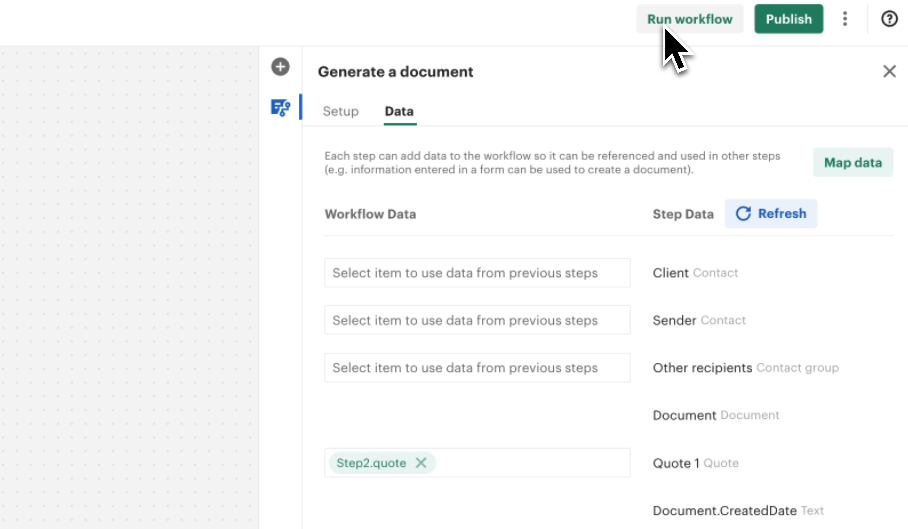 Run workflow
Publish
Generate a document
Setup
Data
Each step can add data to the workflow so it can be referenced and used in other steps
(e.g. information entered in a form can be used to create a document).
Map data
Workflow Data
Step Data
Refresh
Select item to use data from previous steps
Client Contact
Select item to use data from previous steps
Sender Contact
Select item to use data from previous steps
Other recipients Contact group
Document Document
Step2.quote
Quote 1 Quote
Document.CreatedDate Text